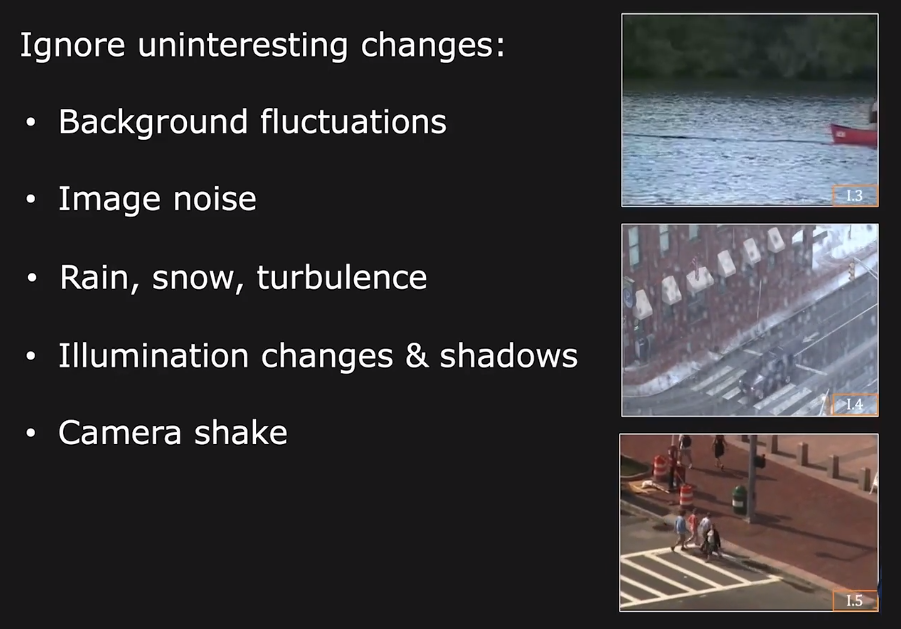 Ignore uninteresting changes:
• Background fluctuations
• Image noise
• Rain, snow, turbulence
• Illumination changes & shadows
• Camera shake
I.3
I.4
I.5